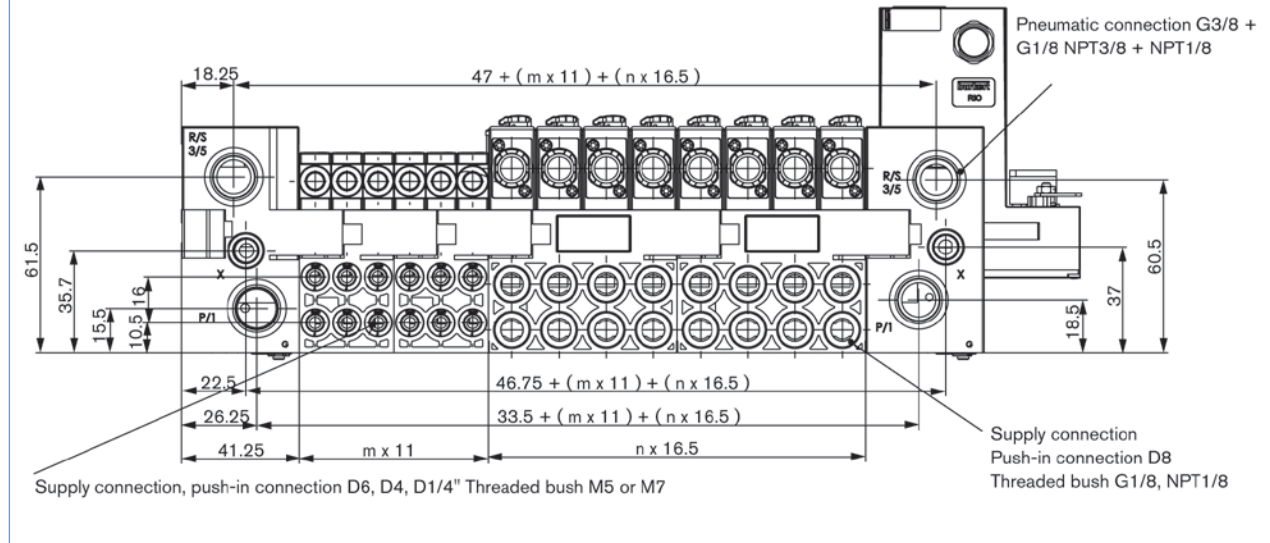 Pneumatic connection G3/8 +
G1/8 NPT3/8 + NPT1/8
18.25
47 + ( m x 11 ) + ( n x 16.5 )
burkert
RIO
R/S
3/5
R/S
3/5
61.5
35.7
15.5
10.5
16
X
P/1
G
X
P/1
G
18.5
37
60.5
22.5
46.75 + ( m x 11 ) + ( n x 16.5 )
26.25
33.5 + ( m x 11 ) + ( n x 16.5 )
41.25
m x 11
n x 16.5
Supply connection
Push-in connection D8
Threaded bush G1/8, NPT1/8
Supply connection, push-in connection D6, D4, D1/4" Threaded bush M5 or M7